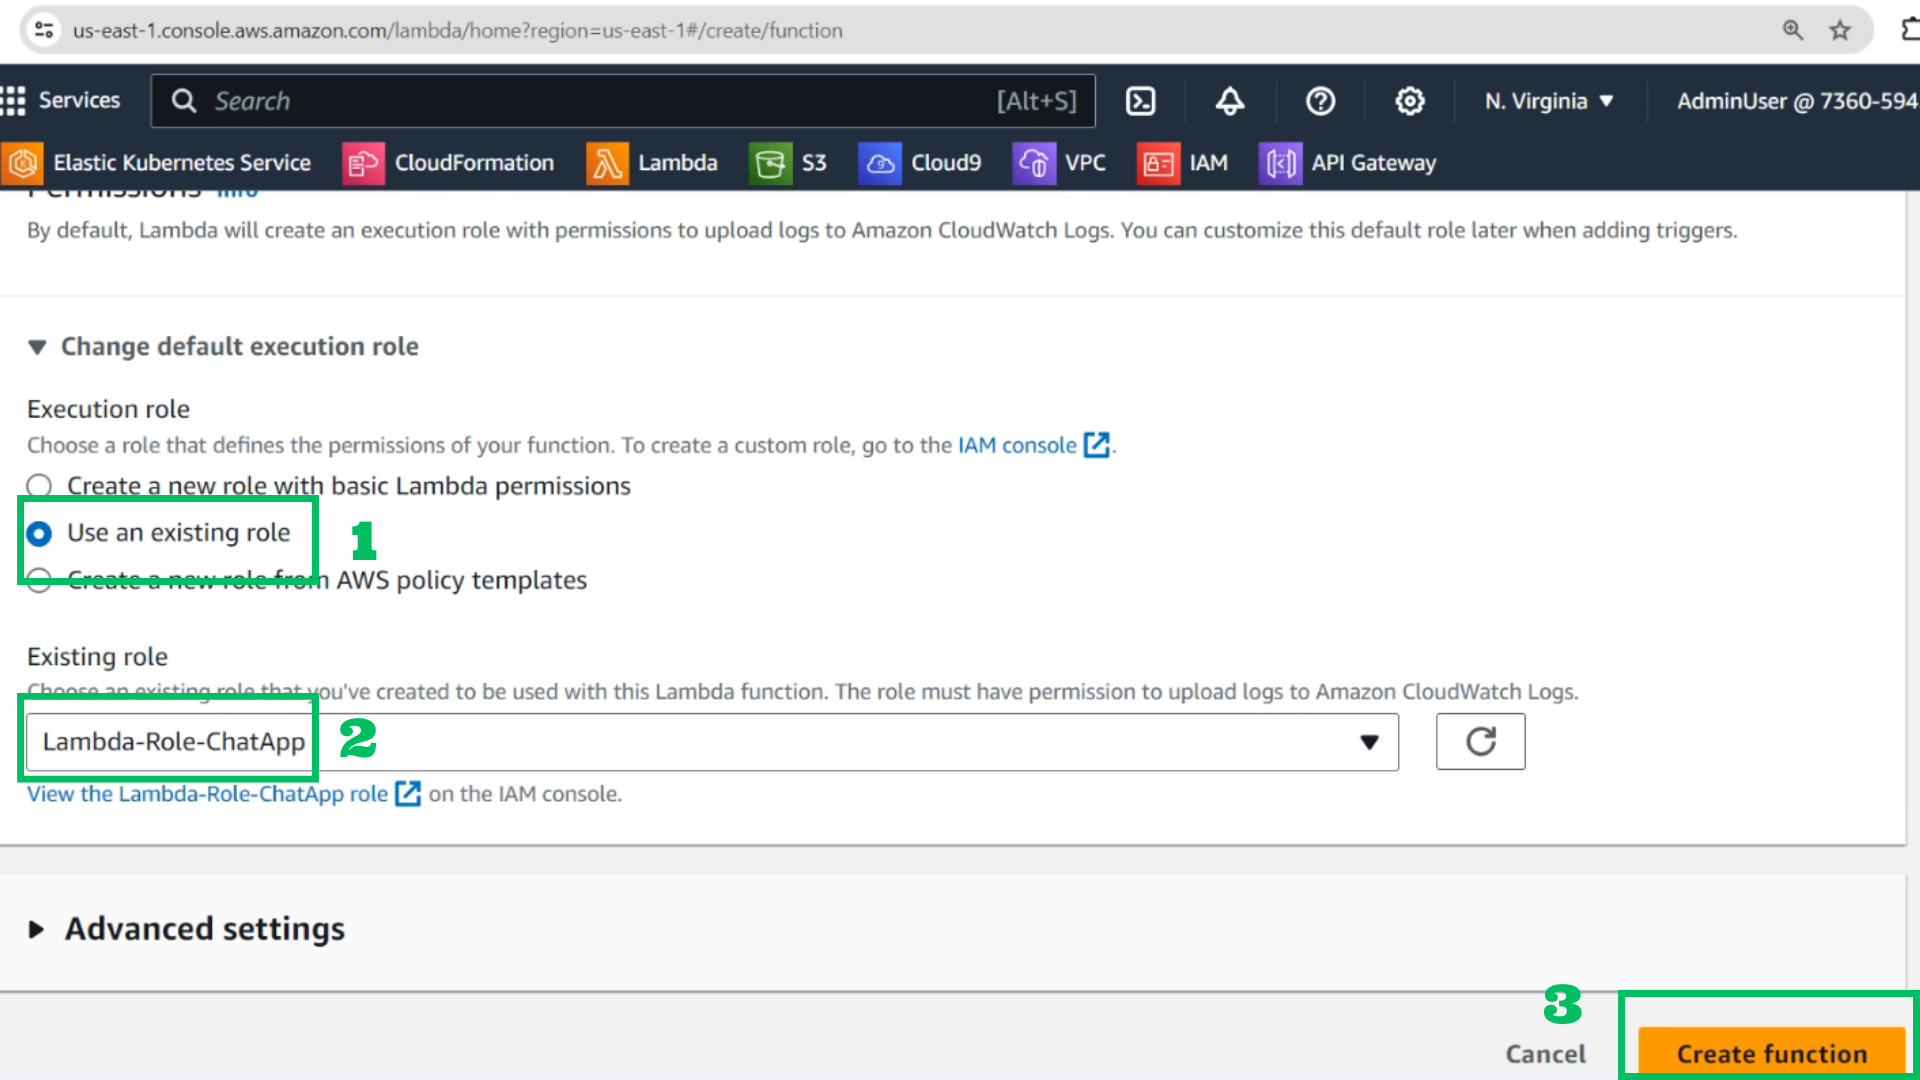 us-east-1.console.aws.amazon.com/lambda/home?region=us-east-1#/create/function
Services
Search
[Alt+S]
N. Virginia
AdminUser @ 7360-594
Elastic Kubernetes Service
CloudFormation
Lambda
S3
Cloud9
VPC
IAM
API Gateway
Permissions Info
By default, Lambda will create an execution role with permissions to upload logs to Amazon CloudWatch Logs. You can customize this default role later when adding triggers.
Change default execution role
Execution role
Choose a role that defines the permissions of your function. To create a custom role, go to the IAM console.
Create a new role with basic Lambda permissions
Use an existing role
1
Create a new role from AWS policy templates
Existing role
Choose an existing role that you've created to be used with this Lambda function. The role must have permission to upload logs to Amazon CloudWatch Logs.
Lambda-Role-ChatApp
2
View the Lambda-Role-ChatApp role on the IAM console.
Advanced settings
3
Cancel
Create function